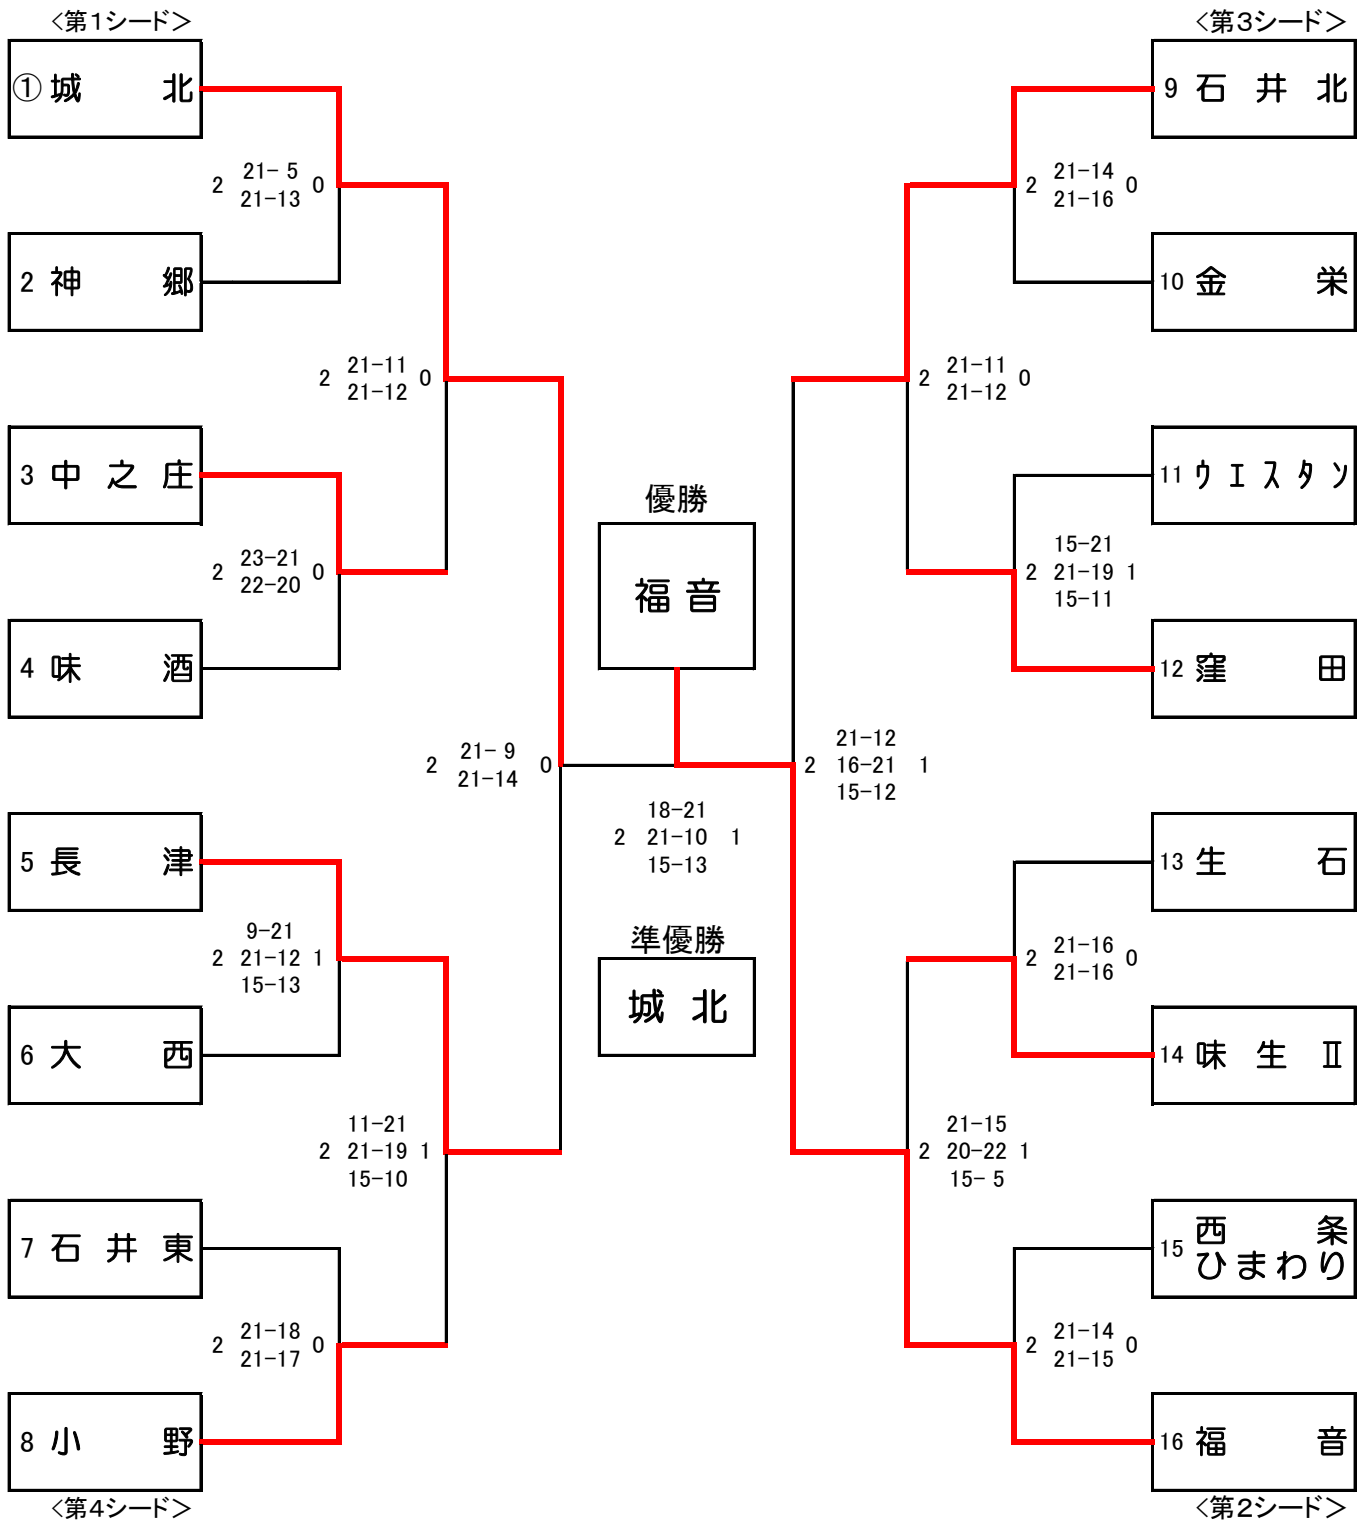 ＜第1シード＞
① 城 北
2 21- 5 0
21-13
2 神 郷
2 21-11 0
21-12
3 中 之 庄
2 23-21 0
22-20
4 味 酒
2 21- 9 0
21-14
5 長 津
9-21
2 21-12 1
15-13
6 大 西
11-21
2 21-19 1
15-10
7 石 井 東
2 21-18 0
21-17
8 小 野
＜第4シード＞
優勝
福 音
18-21
2 21-10 1
15-13
準優勝
城 北
＜第3シード＞
9 石 井 北
2 21-14 0
21-16
10 金 栄
2 21-11 0
21-12
11 ウエスタン
15-21
2 21-19 1
15-11
12 窪 田
21-12
2 16-21 1
15-12
13 生 石
2 21-16 0
21-16
14 味 生 Ⅱ
21-15
2 20-22 1
15- 5
15 西 条
ひまわり
2 21-14 0
21-15
16 福 音
＜第2シード＞